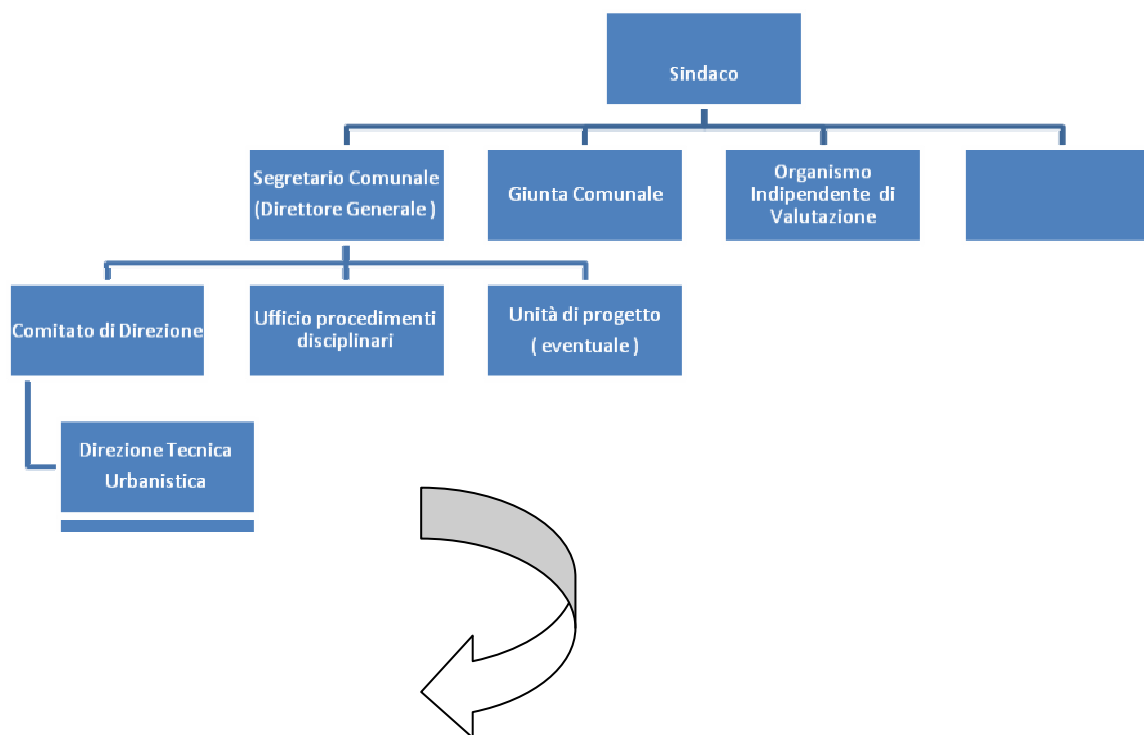 Sindaco
Segretario Comunale
(Direttore Generale )
Giunta Comunale
Organismo
Indipendente di
Valutazione
Comitato di Direzione
Ufficio procedimenti
disciplinari
Unità di progetto
( eventuale )
Direzione Tecnica
Urbanistica